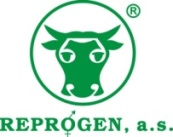 ®
REPROGEN, a.s.